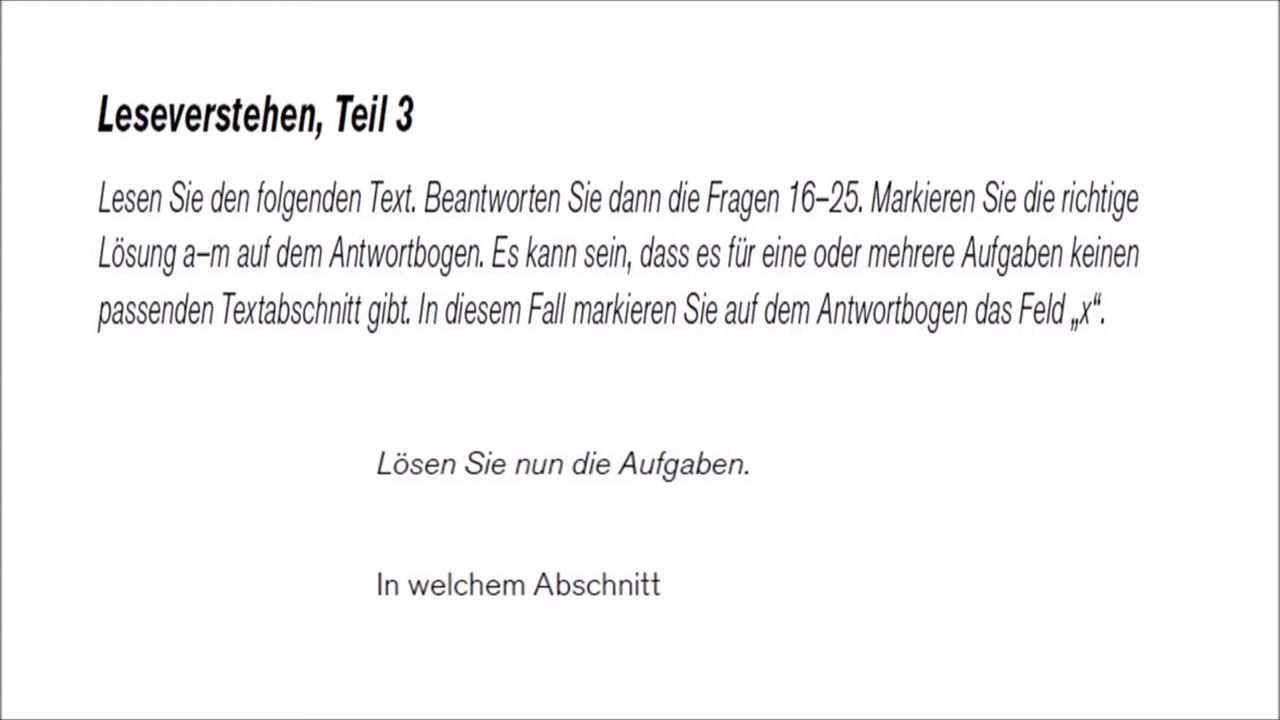 Leseverstehen, Teil 3
Lesen Sie den folgenden Text. Beantworten Sie dann die Fragen 16–25. Markieren Sie die richtige
Lösung a–m auf dem Antwortbogen. Es kann sein, dass es für eine oder mehrere Aufgaben keinen
passenden Textabschnitt gibt. In diesem Fall markieren Sie auf dem Antwortbogen das Feld „x“.
Lösen Sie nun die Aufgaben.
In welchem Abschnitt